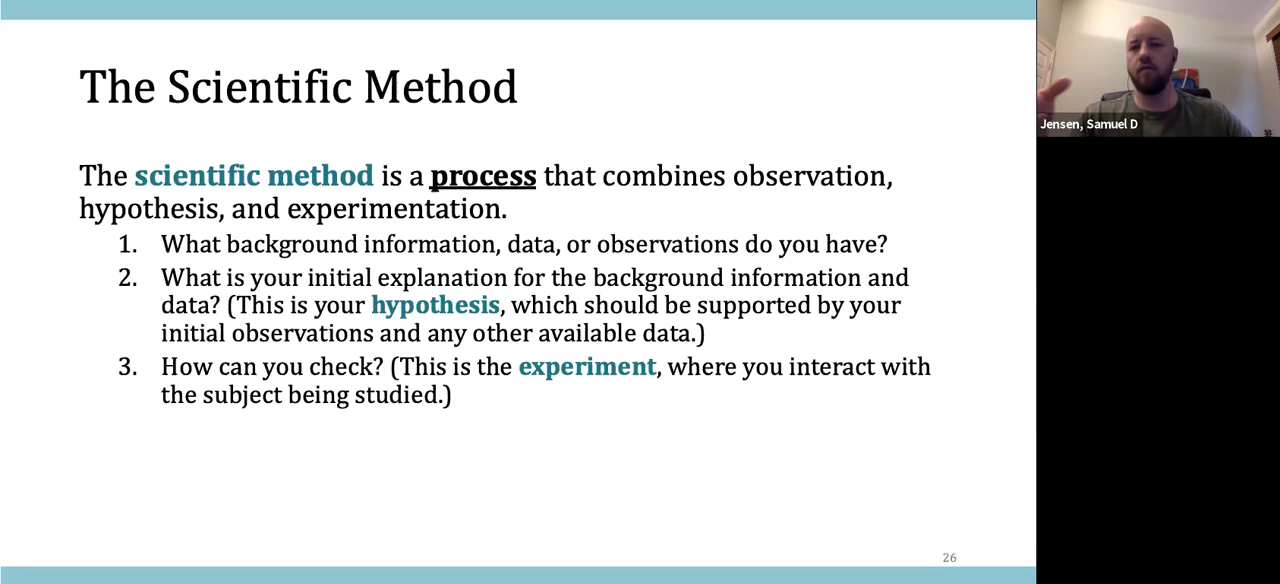 The Scientific Method
The scientific method is a process that combines observation,
hypothesis, and experimentation.
1. What background information, data, or observations do you have?
2. What is your initial explanation for the background information and
data? (This is your hypothesis, which should be supported by your
initial observations and any other available data.)
3. How can you check? (This is the experiment, where you interact with
the subject being studied.)
26
Jensen, Samuel D